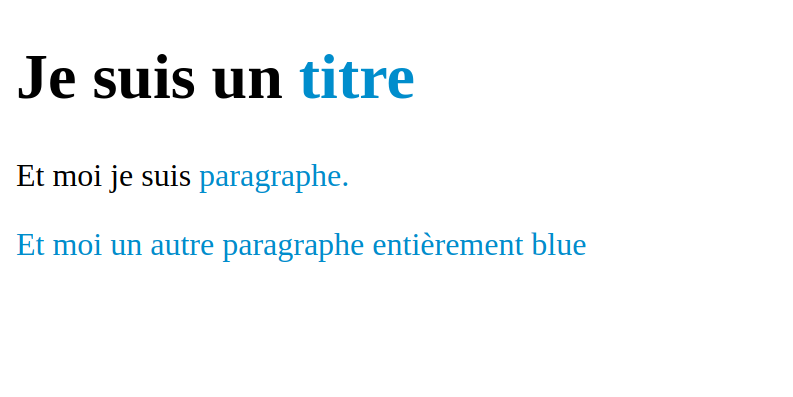 Je suis un titre
Et moi je suis paragraphe.
Et moi un autre paragraphe entièrement blue